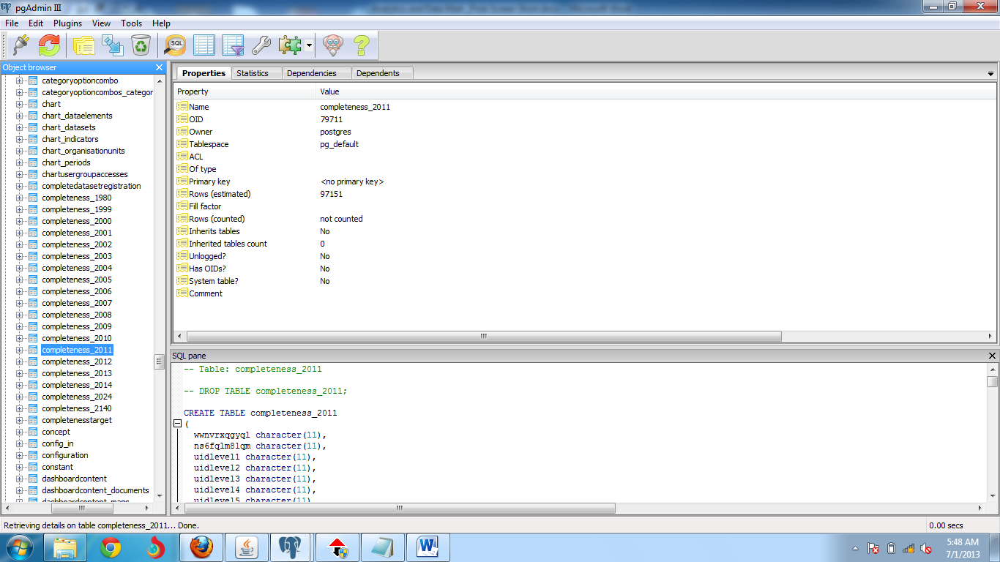 pgAdmin III
File Edit Plugins View Tools Help
SQL
Object browser
categoryoptioncombo
categoryoptioncombos_categor
chart
chart_dataelements
chart_datasets
chart_indicators
chart_organisationunits
chart_periods
chartusergroupaccesses
completedatasetregistration
completeness_1980
completeness_1999
completeness_2000
completeness_2001
completeness_2002
completeness_2003
completeness_2004
completeness_2005
completeness_2006
completeness_2007
completeness_2008
completeness_2009
completeness_2010
completeness_2011
completeness_2012
completeness_2013
completeness_2014
completeness_2024
completeness_2140
completenesstarget
concept
config_in
configuration
constant
dashboardcontent
dashboardcontent_documents
dashboardcontent_maps
Properties Statistics Dependencies Dependents
Property Value
Name completeness_2011
OID 79711
Owner postgres
Tablespace pg_default
ACL
Of type
Primary key <no primary key>
Rows (estimated) 97151
Fill factor
Rows (counted) not counted
Inherits tables No
Inherited tables count 0
Unlogged? No
Has OIDs? No
System table? No
Comment
SQL pane
-- Table: completeness_2011
-- DROP TABLE completeness_2011;
CREATE TABLE completeness_2011
(
wwnvrxqgyql character(11),
ns6fqlm8lqm character(11),
uidlevel1 character(11),
uidlevel2 character(11),
uidlevel3 character(11),
uidlevel4 character(11),
uidlevel5 character(11),
Retrieving details on table completeness_2011... Done. 0.00 secs
5:48 AM
7/1/2013